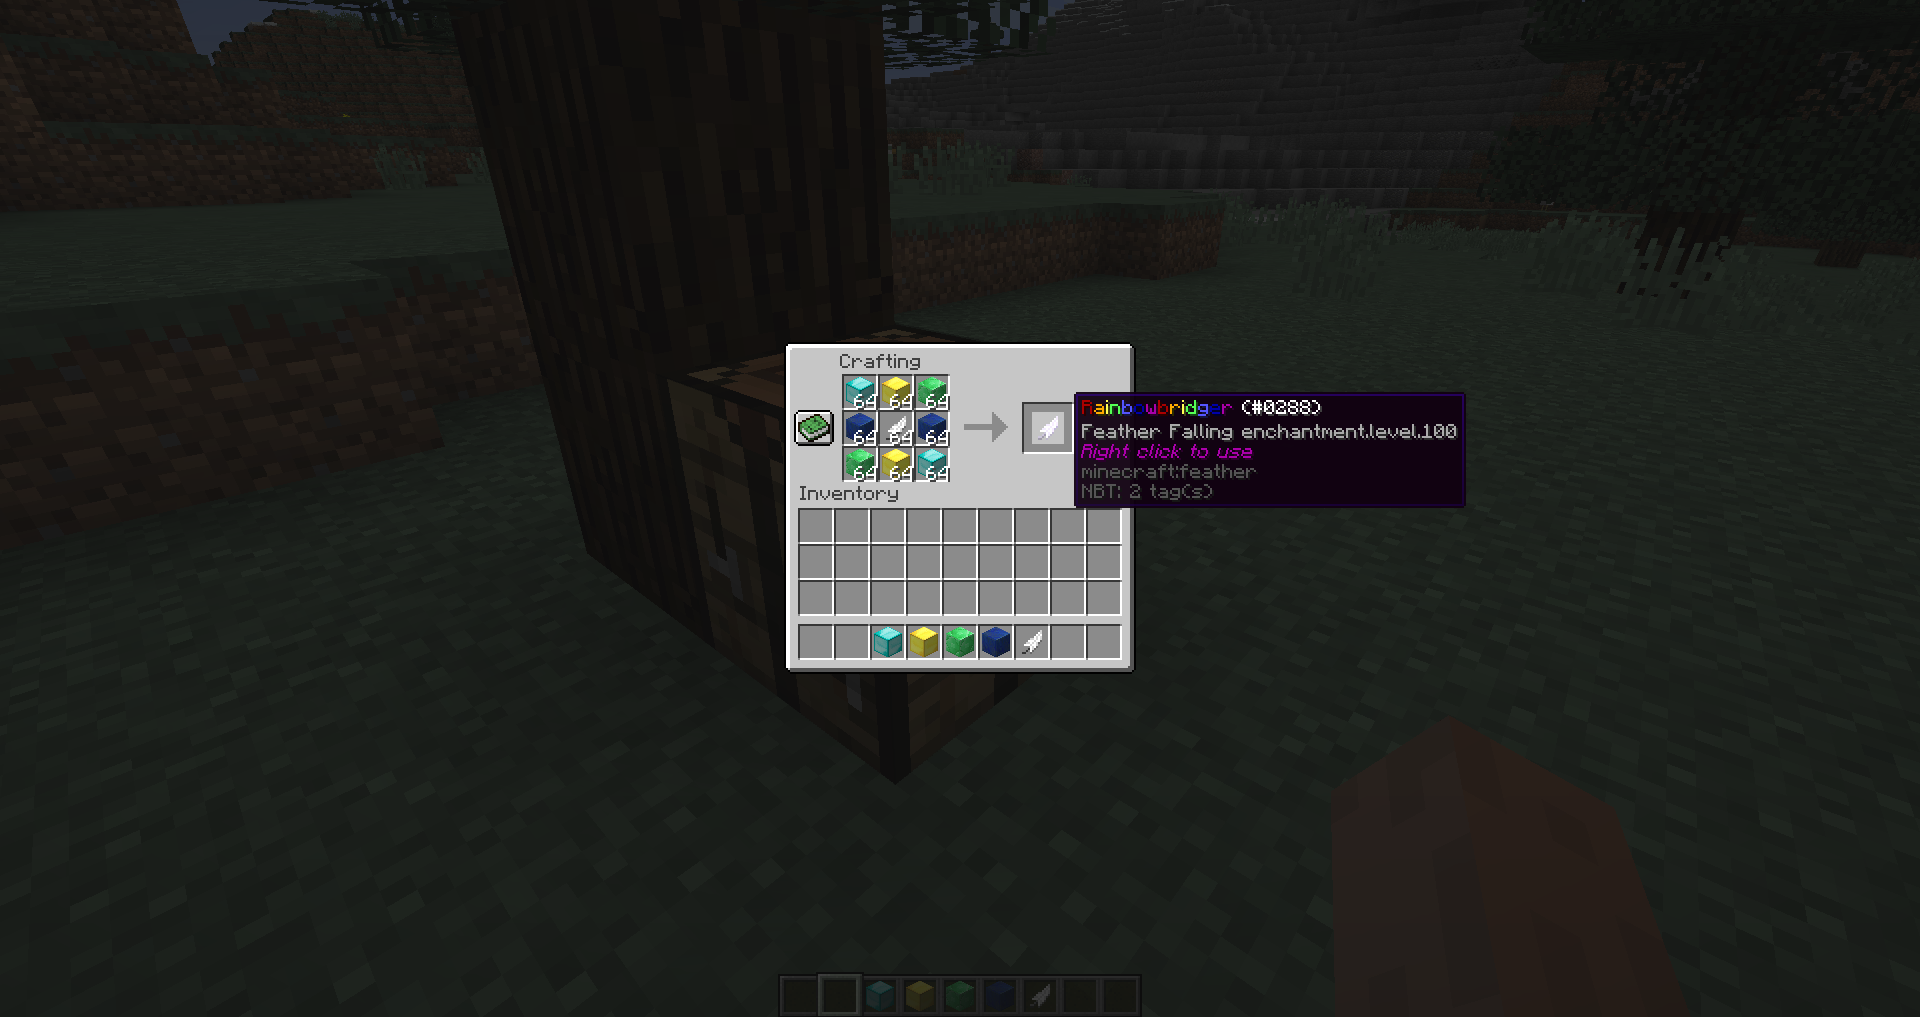 Crafting
64 64 64
64 64 64
64 64 64
Rainbowbridger (#0288)
Feather Falling enchantment.level.100
Right click to use
minecraft:feather
NBT: 2 tag(s)
Inventory